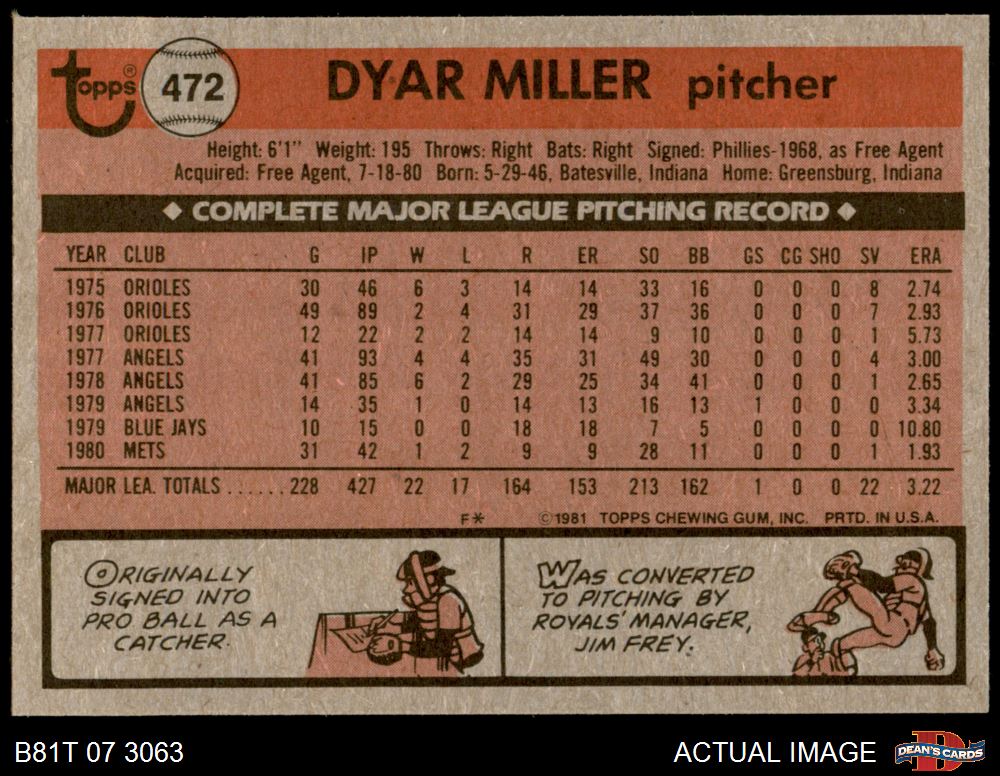 Topps®
472
DYAR MILLER pitcher
Height: 6'1" Weight: 195 Throws: Right Bats: Right Signed: Phillies-1968, as Free Agent
Acquired: Free Agent, 7-18-80 Born: 5-29-46, Batesville, Indiana Home: Greensburg, Indiana
◆ COMPLETE MAJOR LEAGUE PITCHING RECORD ◆
YEAR CLUB G IP W L R ER SO BB GS CG SHO SV ERA
1975 ORIOLES 30 46 6 3 14 14 33 16 0 0 0 8 2.74
1976 ORIOLES 49 89 2 4 31 29 37 36 0 0 0 7 2.93
1977 ORIOLES 12 22 2 2 14 14 9 10 0 0 0 1 5.73
1977 ANGELS 41 93 4 4 35 31 49 30 0 0 0 4 3.00
1978 ANGELS 41 85 6 2 29 25 34 41 0 0 0 1 2.65
1979 ANGELS 14 35 1 0 14 13 16 13 1 0 0 0 3.34
1979 BLUE JAYS 10 15 0 0 18 18 7 5 0 0 0 0 10.80
1980 METS 31 42 1 2 9 9 28 11 0 0 0 1 1.93
MAJOR LEA. TOTALS ...... 228 427 22 17 164 153 213 162 1 0 0 22 3.22
F* ©1981 TOPPS CHEWING GUM, INC. PRTD. IN U.S.A.
ORIGINALLY
SIGNED INTO
PRO BALL AS A
CATCHER.
WAS CONVERTED
TO PITCHING BY
ROYALS' MANAGER,
JIM FREY.
B81T 07 3063
ACTUAL IMAGE
DEAN'S CARDS